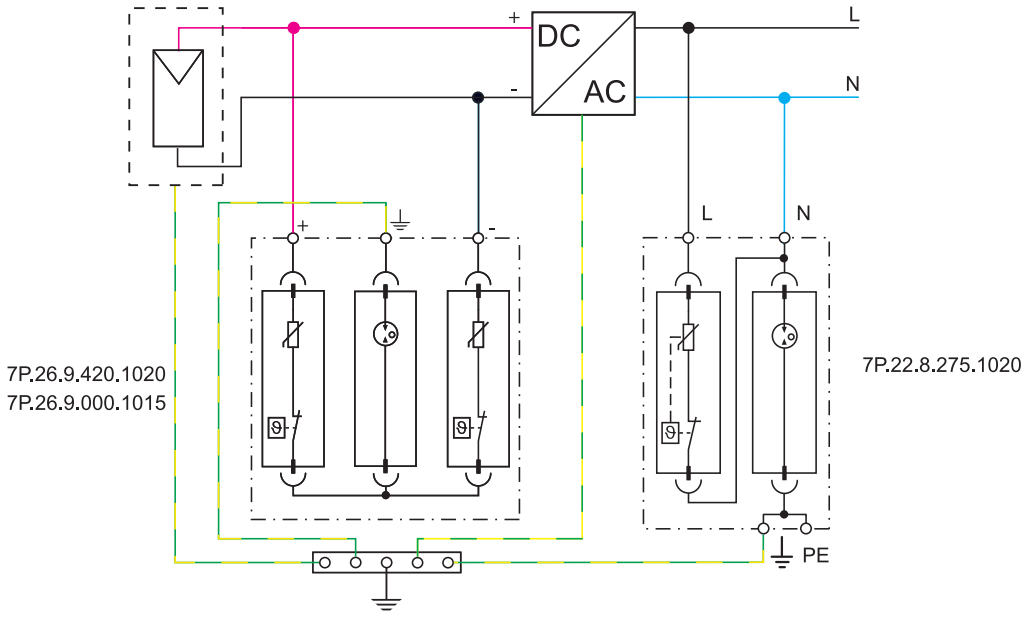 +
L
DC
-
AC
N
+
-
L
N
ϑ
ϑ
ϑ
7P.26.9.420.1020
7P.26.9.000.1015
7P.22.8.275.1020
PE